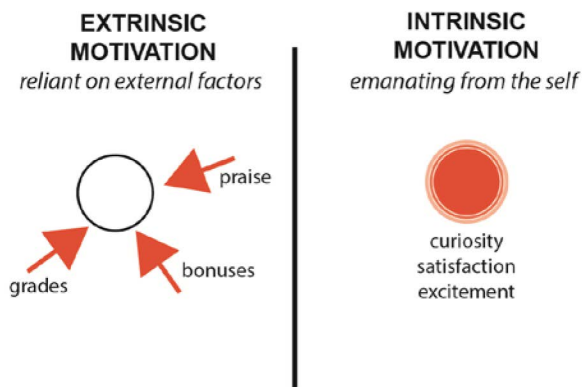 EXTRINSIC
MOTIVATION
reliant on external factors
praise
grades
bonuses
INTRINSIC
MOTIVATION
emanating from the self
curiosity
satisfaction
excitement